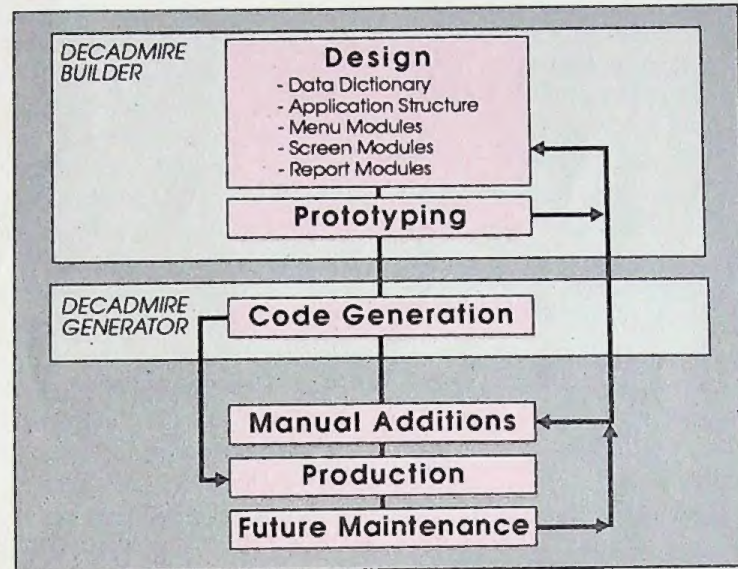 DECADMIRE
BUILDER
Design
- Data Dictionary
- Application Structure
- Menu Modules
- Screen Modules
- Report Modules
Prototyping
DECADMIRE
GENERATOR
Code Generation
Manual Additions
Production
Future Maintenance